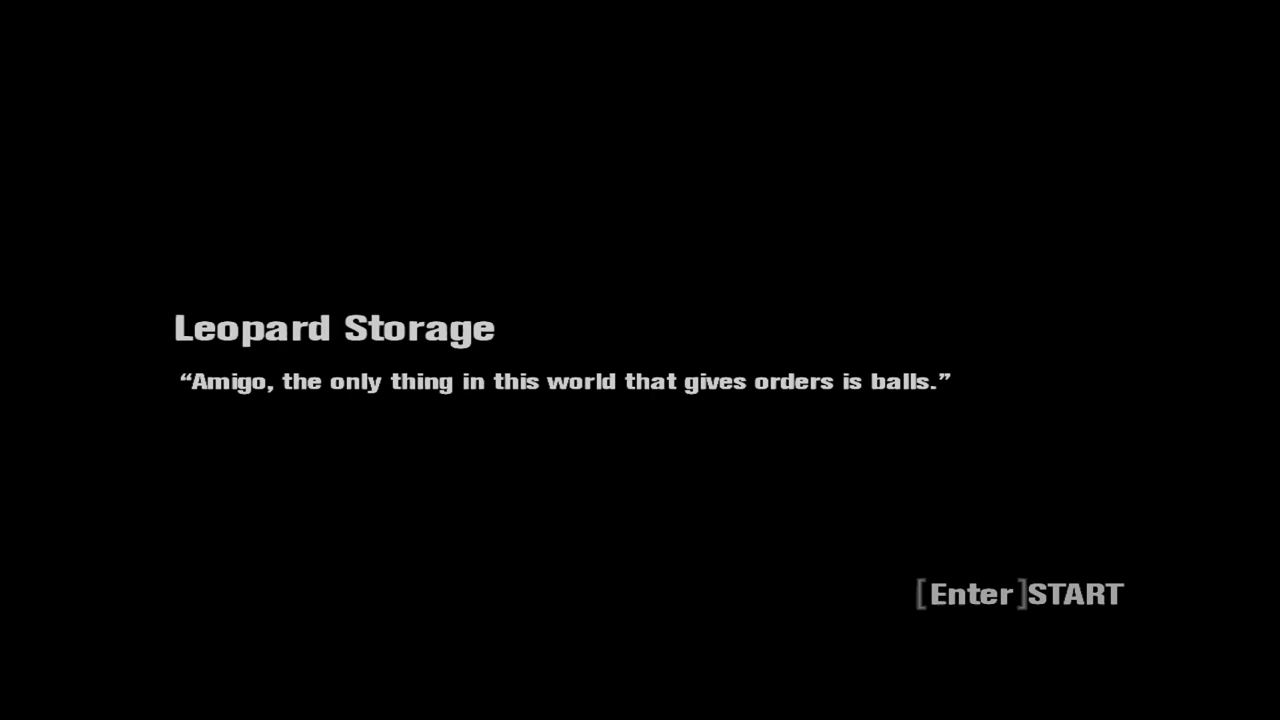 Leopard Storage
“Amigo, the only thing in this world that gives orders is balls.”
[Enter]START